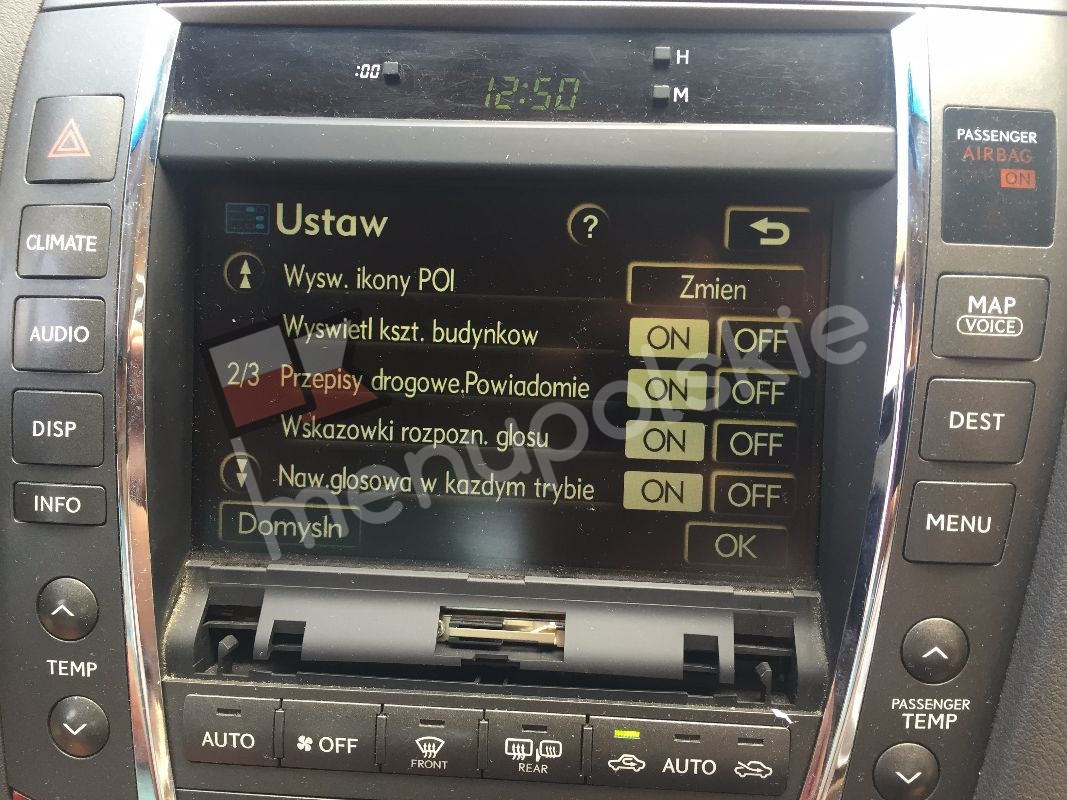 :00
12:50
H
M
PASSENGER
AIRBAG
ON
CLIMATE
AUDIO
DISP
INFO
Ustaw
?
Wysw. ikony POI
Zmien
Wyswietl kszt. budynkow
ON OFF
2/3
Przepisy drogowe.Powiadomie
ON OFF
Wskazowki rozpozn. glosu
ON OFF
Naw.glosowa w kazdym trybie
ON OFF
Domysln
OK
menupolskie
MAP
VOICE
DEST
MENU
TEMP
PASSENGER
TEMP
AUTO
OFF
FRONT
REAR
AUTO